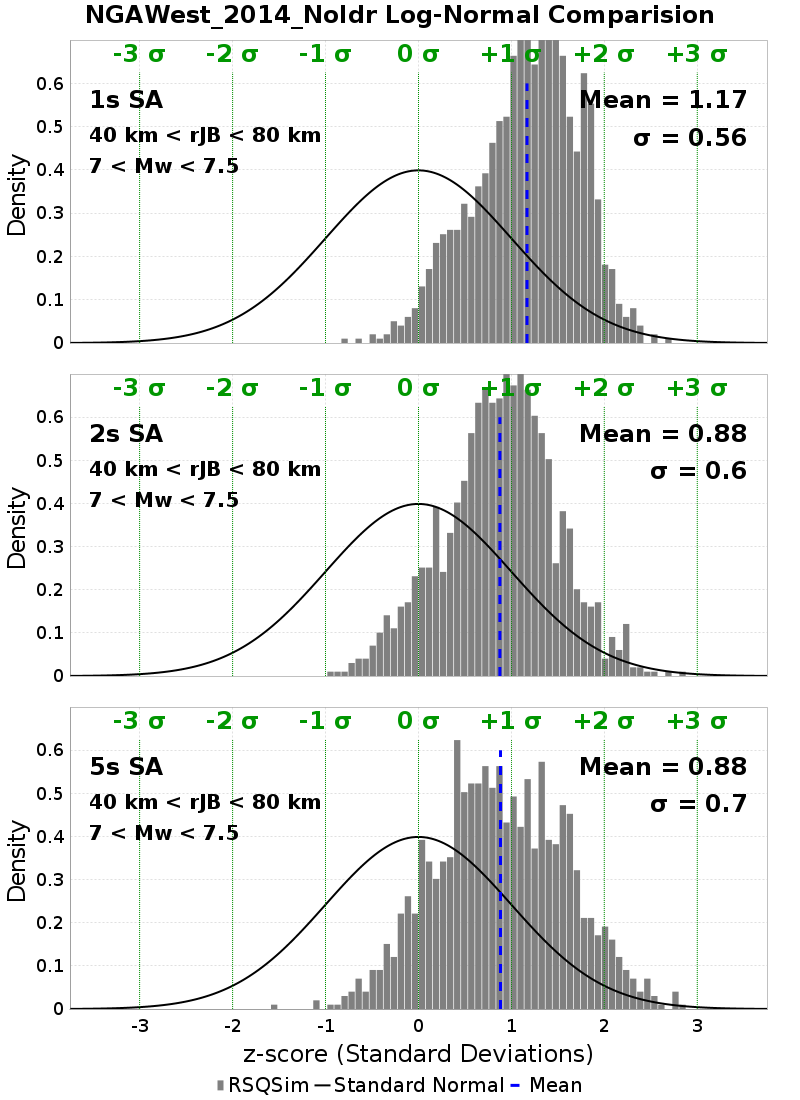 NGAWest_2014_NoIdr Log-Normal Comparision
-3 σ -2 σ -1 σ 0 σ +1 σ +2 σ +3 σ
1s SA
Mean = 1.17
40 km < rJB < 80 km
σ = 0.56
7 < Mw < 7.5
Density
0.6
0.5
0.4
0.3
0.2
0.1
0
-3 σ -2 σ -1 σ 0 σ +1 σ +2 σ +3 σ
2s SA
Mean = 0.88
40 km < rJB < 80 km
σ = 0.6
7 < Mw < 7.5
Density
0.6
0.5
0.4
0.3
0.2
0.1
0
-3 σ -2 σ -1 σ 0 σ +1 σ +2 σ +3 σ
5s SA
Mean = 0.88
40 km < rJB < 80 km
σ = 0.7
7 < Mw < 7.5
Density
0.6
0.5
0.4
0.3
0.2
0.1
0
-3 -2 -1 0 1 2 3
z-score (Standard Deviations)
RSQSim Standard Normal Mean